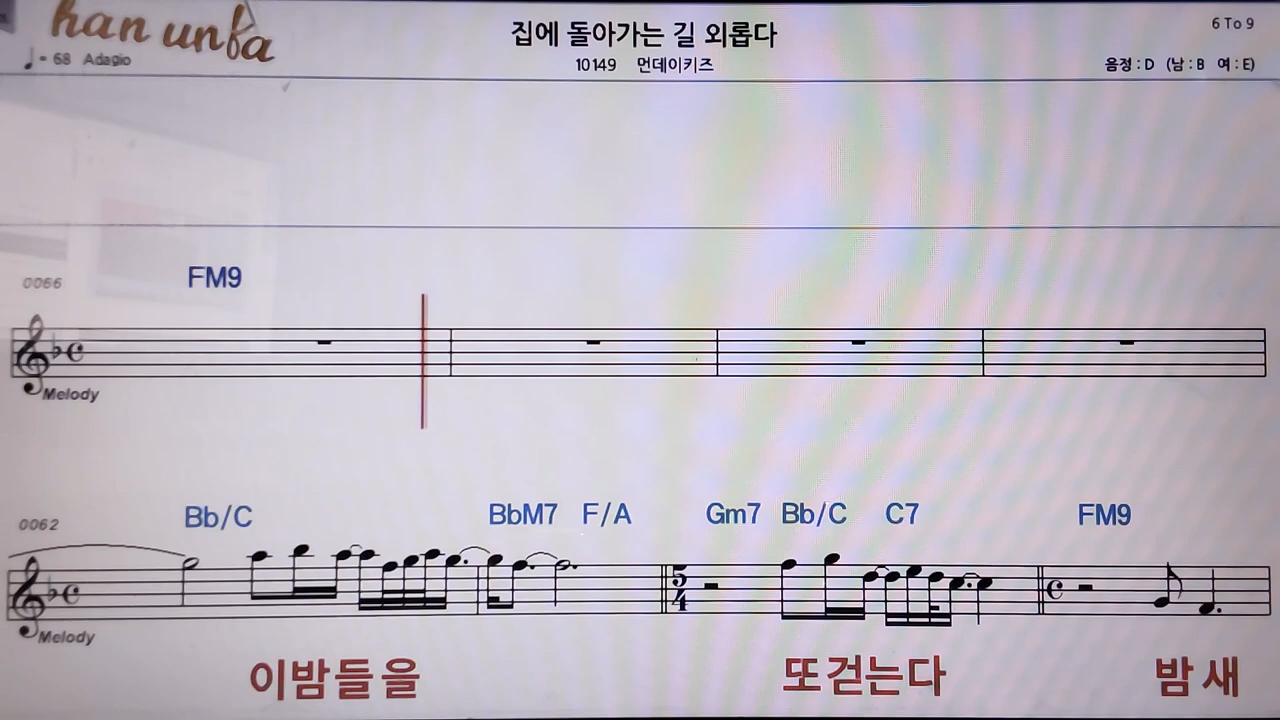 han unfa
집에 돌아가는 길 외롭다
6 To 9
♩= 68 Adagio
10149 먼데이키즈
음정 : D (남 : B 여 : E)
0066
FM9
Melody
0062
Bb/C BbM7 F/A Gm7 Bb/C C7 FM9
5
4
Melody
이밤들을 또걷는다 밤새